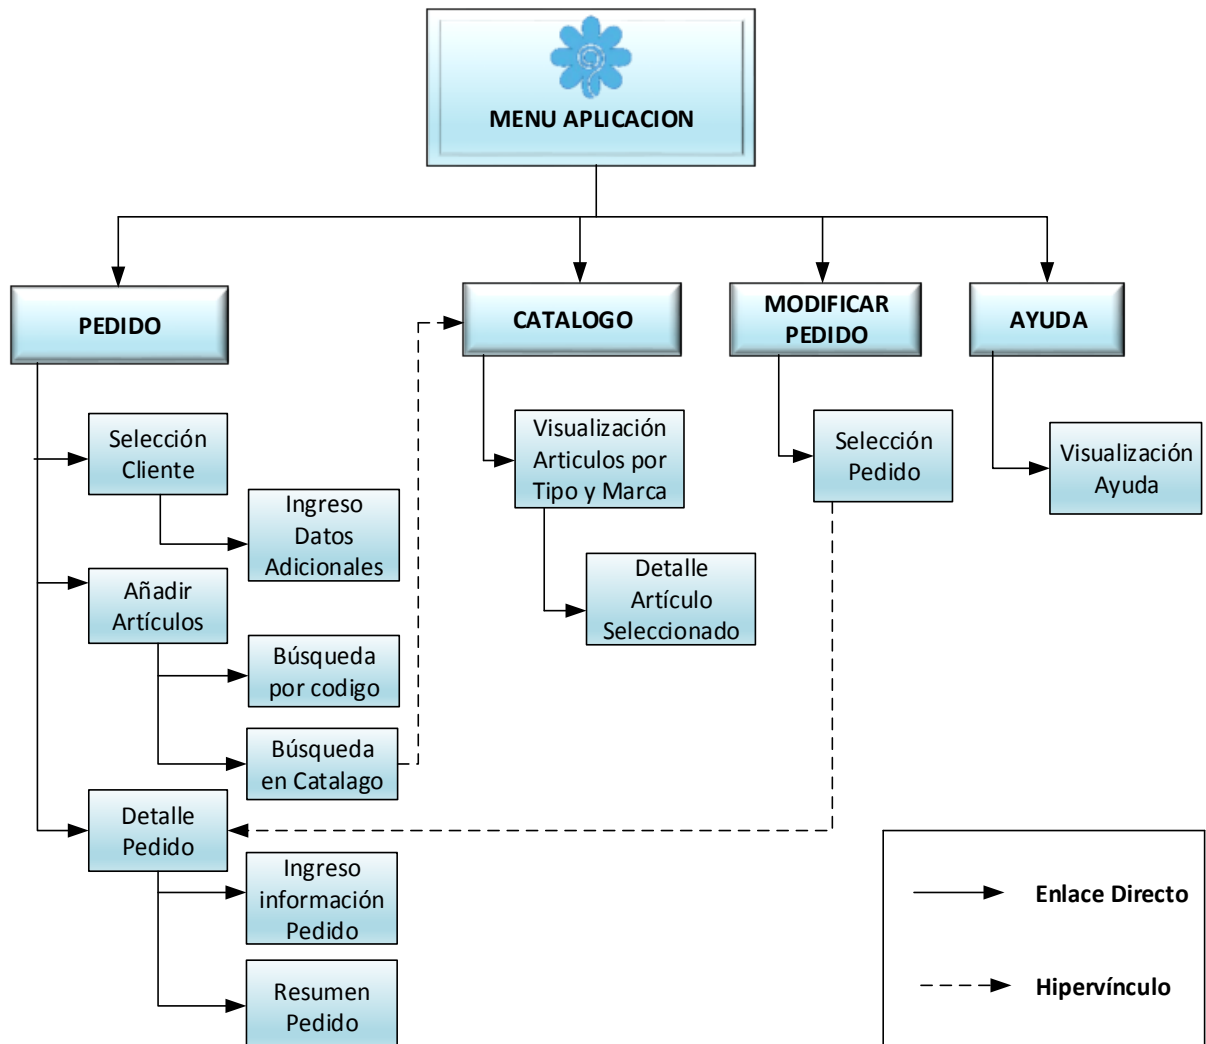 MENU APLICACION
PEDIDO
CATALOGO
MODIFICAR
PEDIDO
AYUDA
Selección
Cliente
Ingreso
Datos
Adicionales
Añadir
Artículos
Búsqueda
por codigo
Búsqueda
en Catalago
Detalle
Pedido
Ingreso
información
Pedido
Resumen
Pedido
Visualización
Articulos por
Tipo y Marca
Detalle
Artículo
Seleccionado
Selección
Pedido
Visualización
Ayuda
Enlace Directo
Hipervínculo